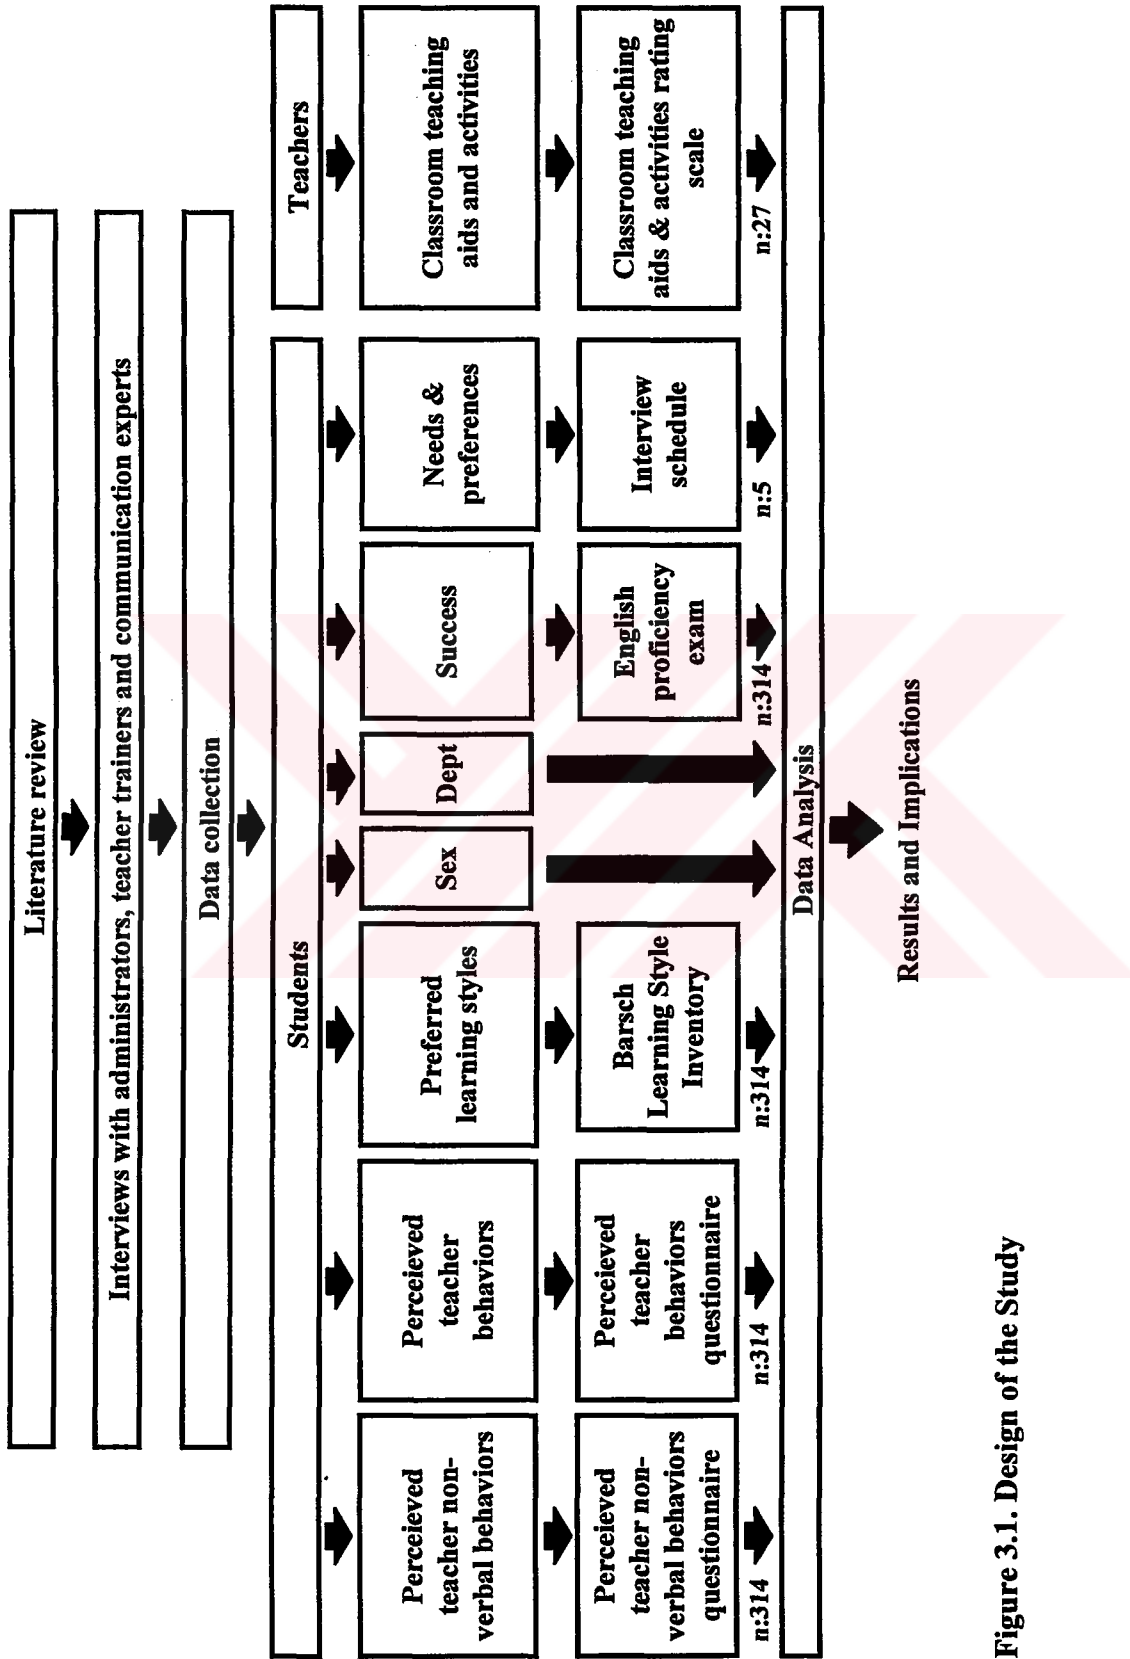 Literature review
Interviews with administrators, teacher trainers and communication experts
Data collection
Students
Teachers
Perceieved
teacher non-
verbal behaviors
Perceieved
teacher
behaviors
Preferred
learning styles
Sex
Dept
Success
Needs &
preferences
Classroom teaching
aids and activities
Perceieved
teacher non-
verbal behaviors
questionnaire
Perceieved
teacher
behaviors
questionnaire
Barsch
Learning Style
Inventory
English
proficiency
exam
Interview
schedule
Classroom teaching
aids & activities rating
scale
n:314
n:314
n:314
n:314
n:5
n:27
Data Analysis
Results and Implications
Figure 3.1. Design of the Study